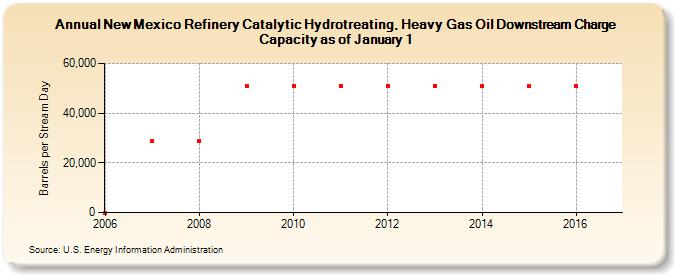 Annual New Mexico Refinery Catalytic Hydrotreating, Heavy Gas Oil Downstream Charge
Capacity as of January 1
Barrels per Stream Day
60,000
40,000
20,000
0
2006 2008 2010 2012 2014 2016
Source: U.S. Energy Information Administration